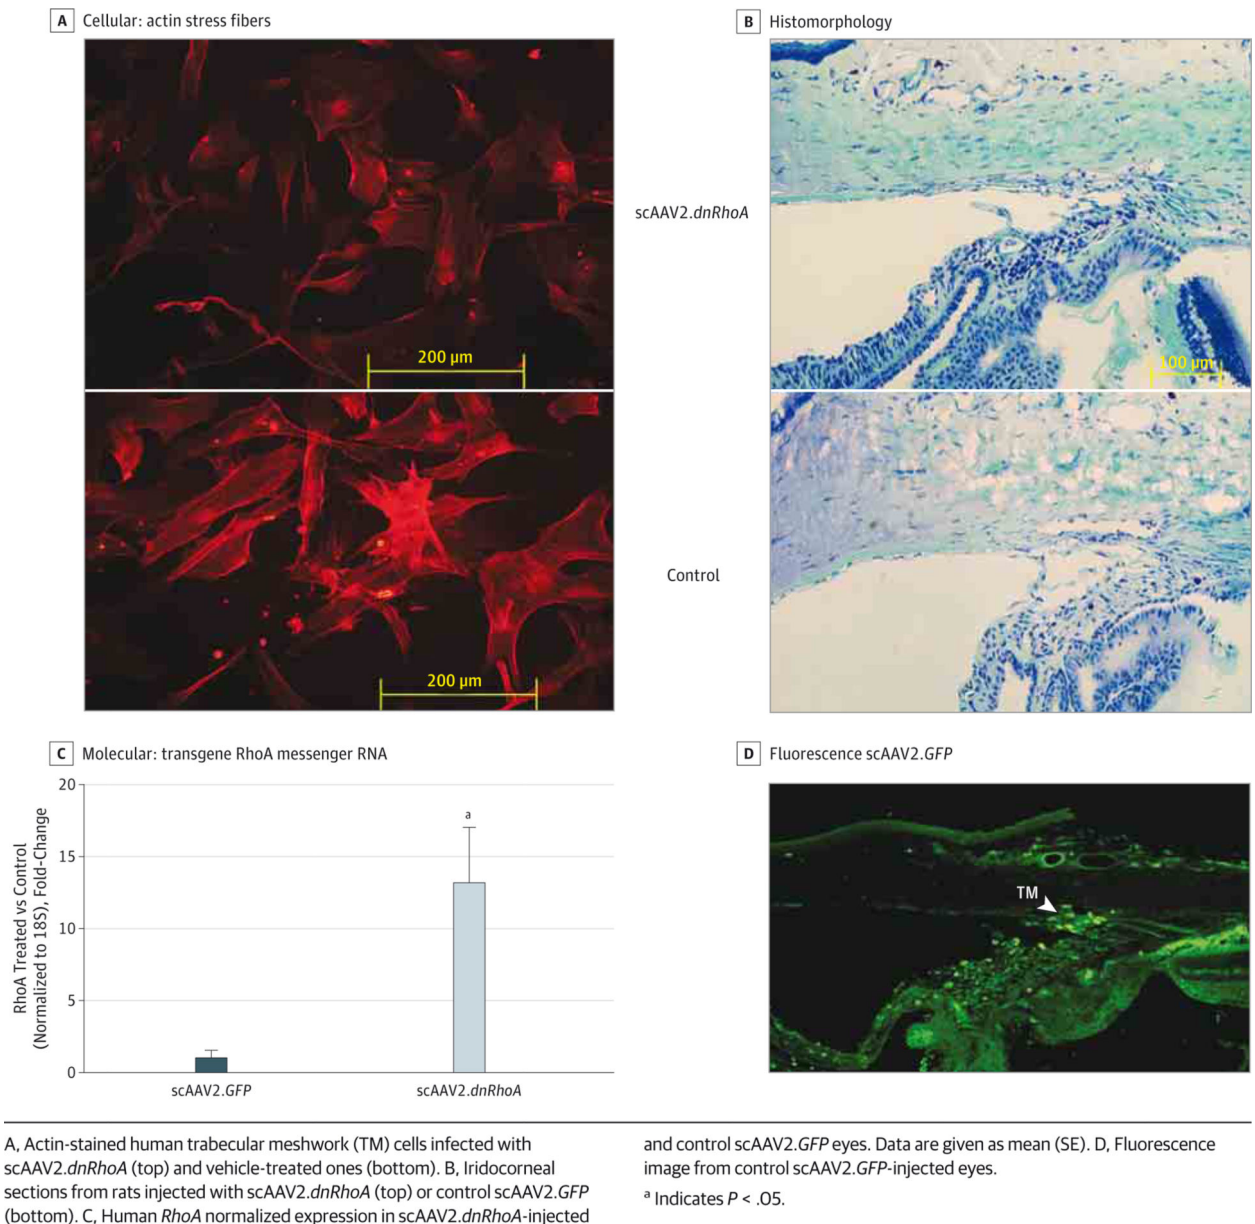 A Cellular: actin stress fibers
B Histomorphology
scAAV2.dnRhoA
200 µm
100 µm
Control
200 µm
C Molecular: transgene RhoA messenger RNA
RhoA Treated vs Control
(Normalized to 18S), Fold-Change
20
15
10
5
0
a
scAAV2.GFP
scAAV2.dnRhoA
D Fluorescence scAAV2.GFP
TM
A, Actin-stained human trabecular meshwork (TM) cells infected with
scAAV2.dnRhoA (top) and vehicle-treated ones (bottom). B, Iridocorneal
sections from rats injected with scAAV2.dnRhoA (top) or control scAAV2.GFP
(bottom). C, Human RhoA normalized expression in scAAV2.dnRhoA-injected
and control scAAV2.GFP eyes. Data are given as mean (SE). D, Fluorescence
image from control scAAV2.GFP-injected eyes.
a Indicates P < .05.